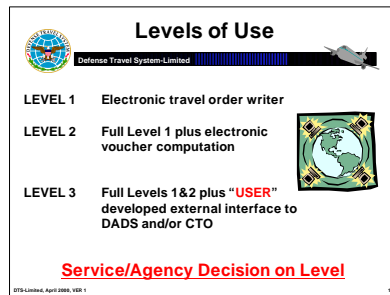 Levels of Use
Defense Travel System-Limited
LEVEL 1 Electronic travel order writer
LEVEL 2 Full Level 1 plus electronic
voucher computation
LEVEL 3 Full Levels 1&2 plus “USER”
developed external interface to
DADS and/or CTO
Service/Agency Decision on Level
DTS-Limited, April 2000, VER 1